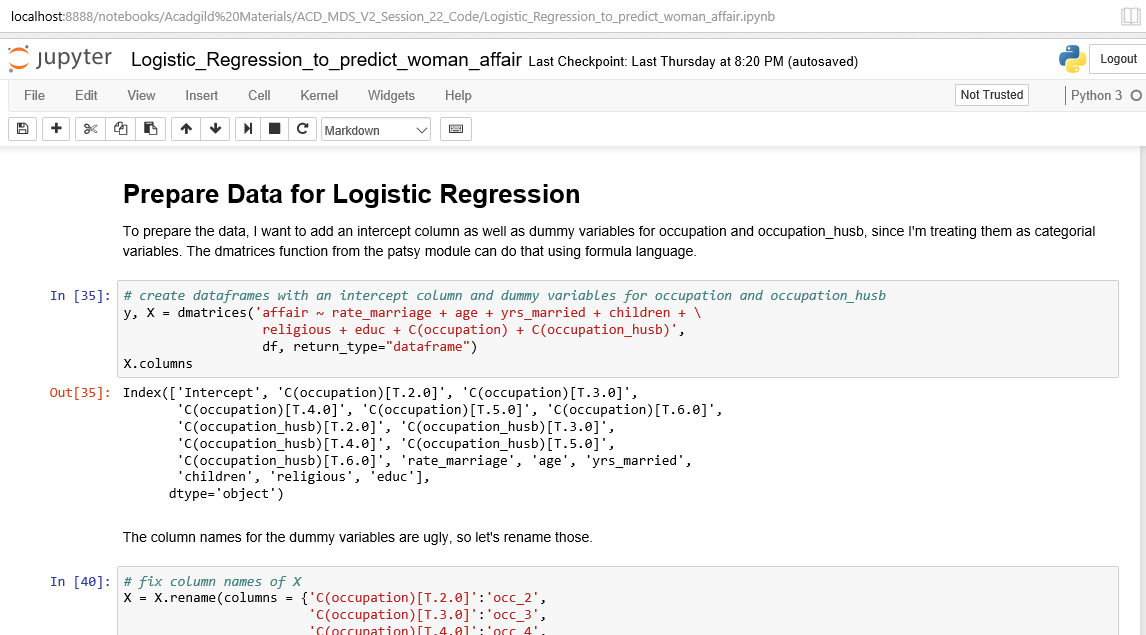 localhost:8888/notebooks/Acadgild%20Materials/ACD_MDS_V2_Session_22_Code/Logistic_Regression_to_predict_woman_affair.ipynb
jupyter Logistic_Regression_to_predict_woman_affair Last Checkpoint: Last Thursday at 8:20 PM (autosaved) Logout
File Edit View Insert Cell Kernel Widgets Help Not Trusted Python 3
Markdown
Prepare Data for Logistic Regression
To prepare the data, I want to add an intercept column as well as dummy variables for occupation and occupation_husb, since I'm treating them as categorial
variables. The dmatrices function from the patsy module can do that using formula language.
In [35]: # create dataframes with an intercept column and dummy variables for occupation and occupation_husb
y, X = dmatrices('affair ~ rate_marriage + age + yrs_married + children + \
religious + educ + C(occupation) + C(occupation_husb)',
df, return_type="dataframe")
X.columns
Out[35]: Index(['Intercept', 'C(occupation)[T.2.0]', 'C(occupation)[T.3.0]',
'C(occupation)[T.4.0]', 'C(occupation)[T.5.0]', 'C(occupation)[T.6.0]',
'C(occupation_husb)[T.2.0]', 'C(occupation_husb)[T.3.0]',
'C(occupation_husb)[T.4.0]', 'C(occupation_husb)[T.5.0]',
'C(occupation_husb)[T.6.0]', 'rate_marriage', 'age', 'yrs_married',
'children', 'religious', 'educ'],
dtype='object')
The column names for the dummy variables are ugly, so let's rename those.
In [40]: # fix column names of X
X = X.rename(columns = {'C(occupation)[T.2.0]':'occ_2',
'C(occupation)[T.3.0]':'occ_3',
'C(occupation)[T.4.0]':'occ_4',